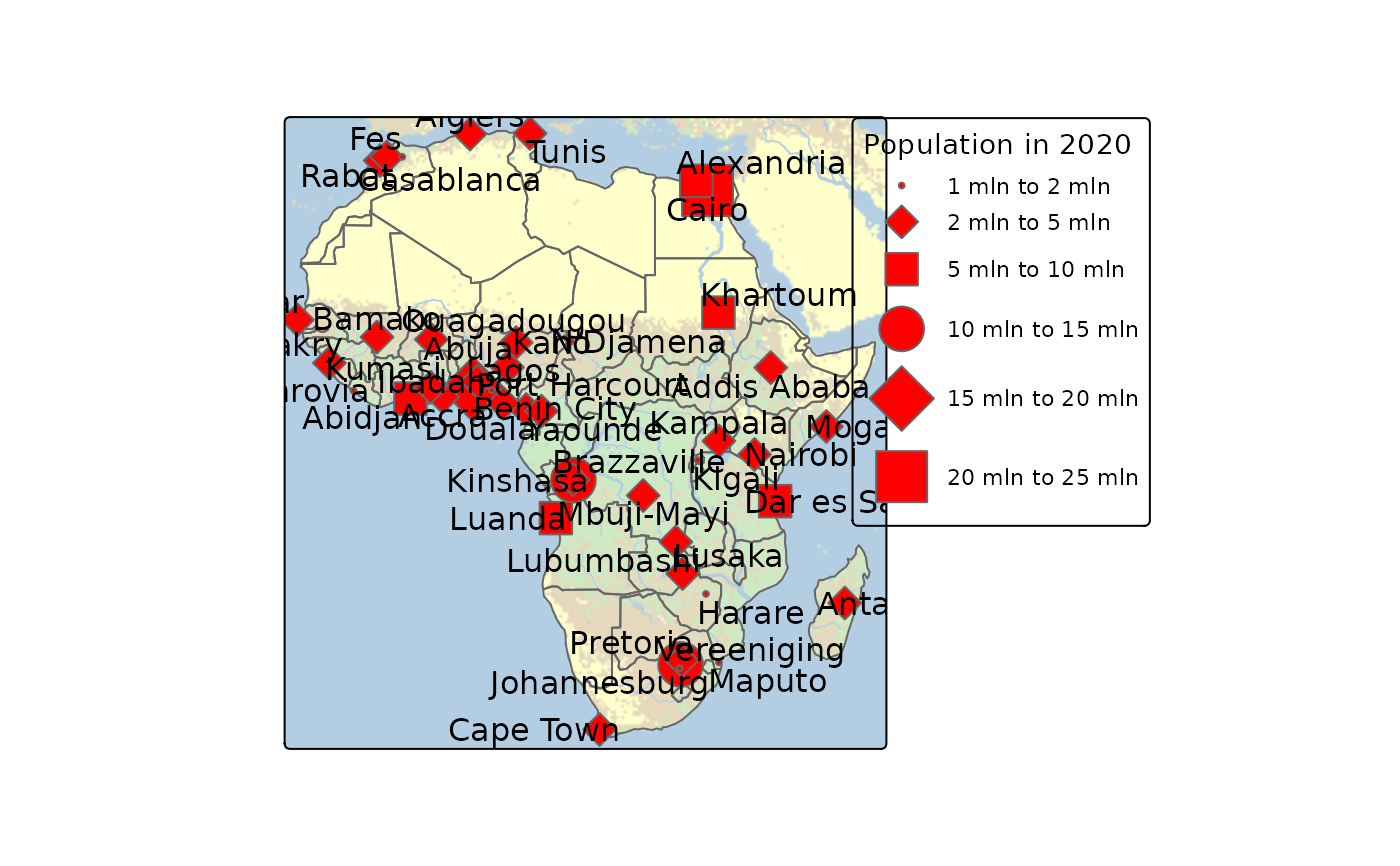 Algiers
Fes
Tunis
Rabat
Casablanca
Alexandria
Cairo
Khartoum
ar
Bamako
Ouagadougou
Kano
N'Djamena
akry
Abuja
Kumasi
Lagos
nrovia
Ibadan
Port Harcourt
Addis Ababa
Abidjan
Accra
Benin City
Douala
Yaounde
Kampala
Moga
Nairobi
Brazzaville
Kinshasa
Kigali
Dar es Sa
Luanda
Mbuji-Mayi
Lubumbashi
Lusaka
Harare
Anta
Pretoria
Vereeniging
Johannesburg
Maputo
Cape Town
Population in 2020
1 mln to 2 mln
2 mln to 5 mln
5 mln to 10 mln
10 mln to 15 mln
15 mln to 20 mln
20 mln to 25 mln